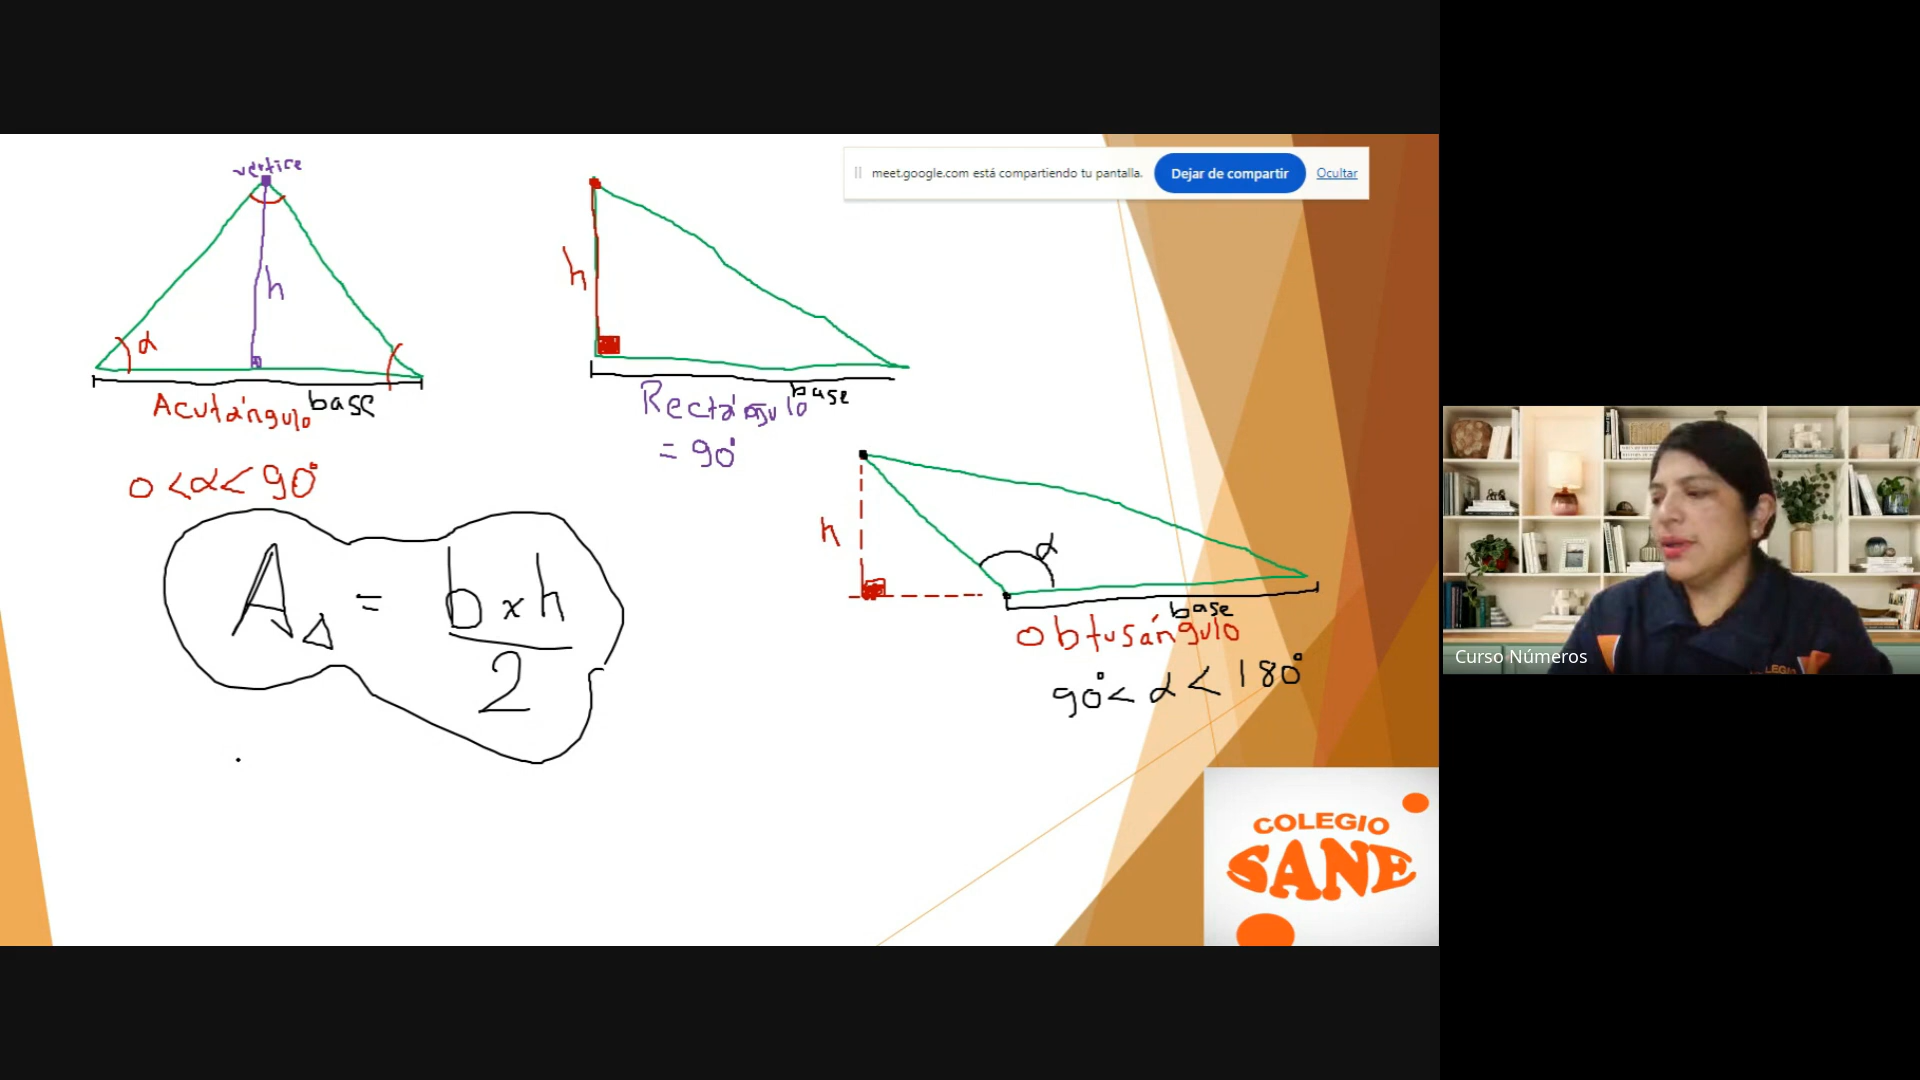 vértice
meet.google.com está compartiendo tu pantalla.
Dejar de compartir
Ocultar
h
h
α
base
Acutángulo
base
Rectángulo
= 90°
0 < α < 90°
A△ = b x h
2
h
α
base
Obtusángulo
90° < α < 180°
Curso Números
COLEGIO
SANE